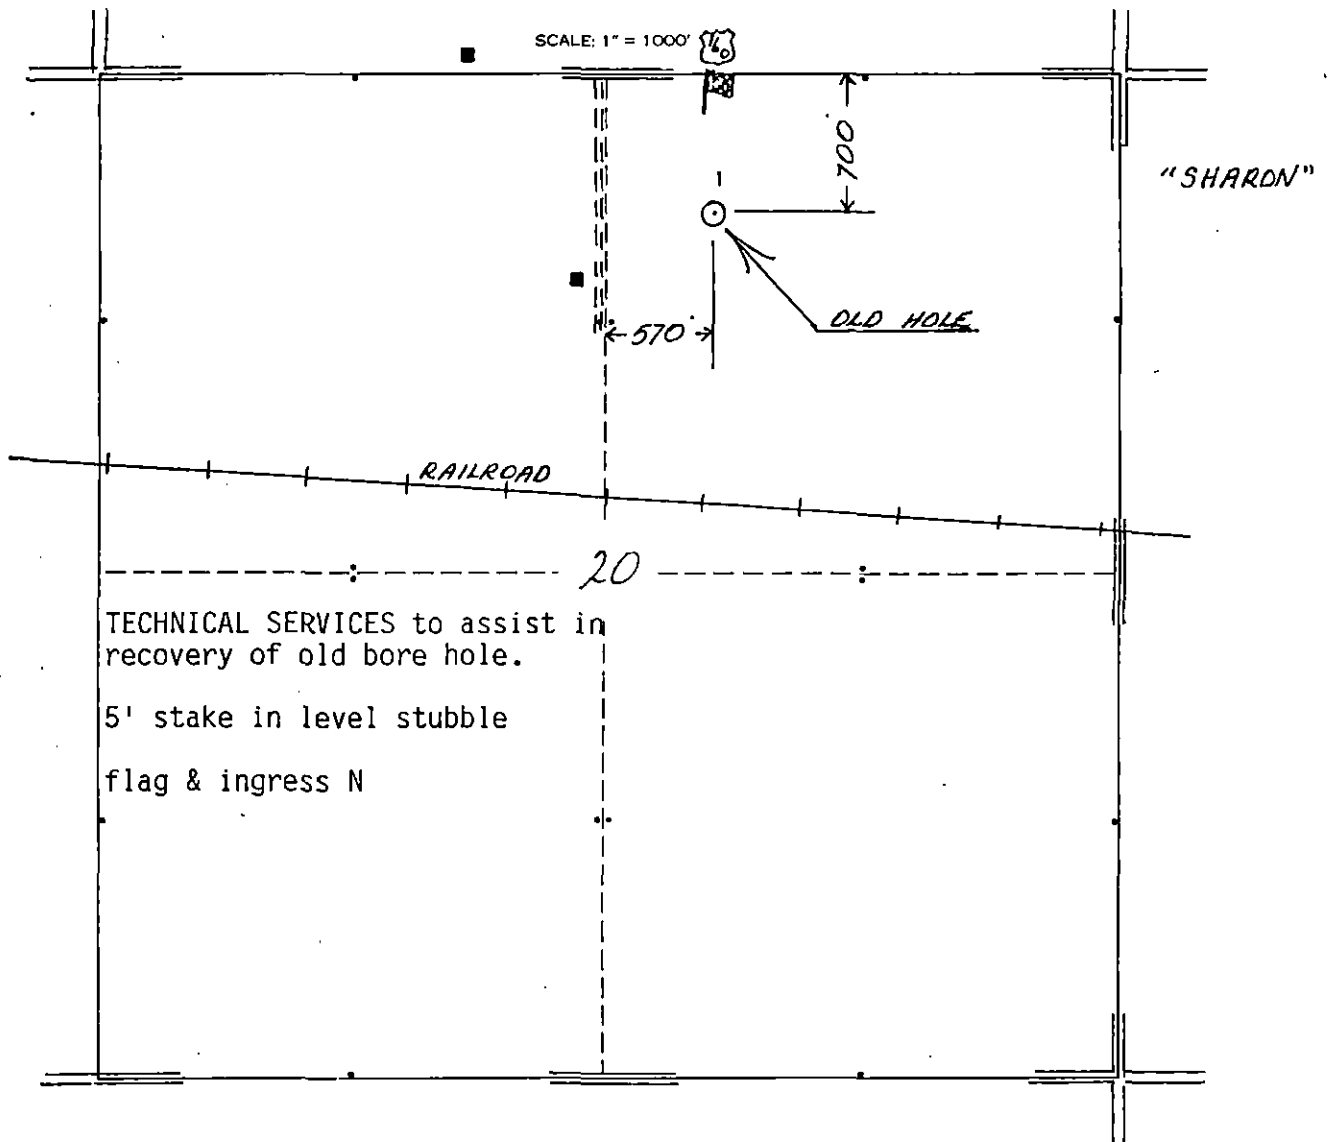 SCALE: 1" = 1000'
160
700'
1
"SHARON"
570'
OLD HOLE
RAILROAD
20
TECHNICAL SERVICES to assist in
recovery of old bore hole.
5' stake in level stubble
flag & ingress N